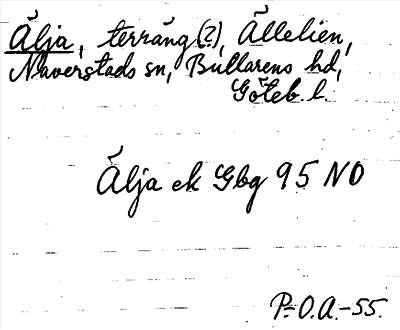 Älja, terräng (?), Ällelien,
Naverstads sn, Bullarens hd,
Göteb. l.
Älja ek Gbg 95 NO
P-O.A.-55.